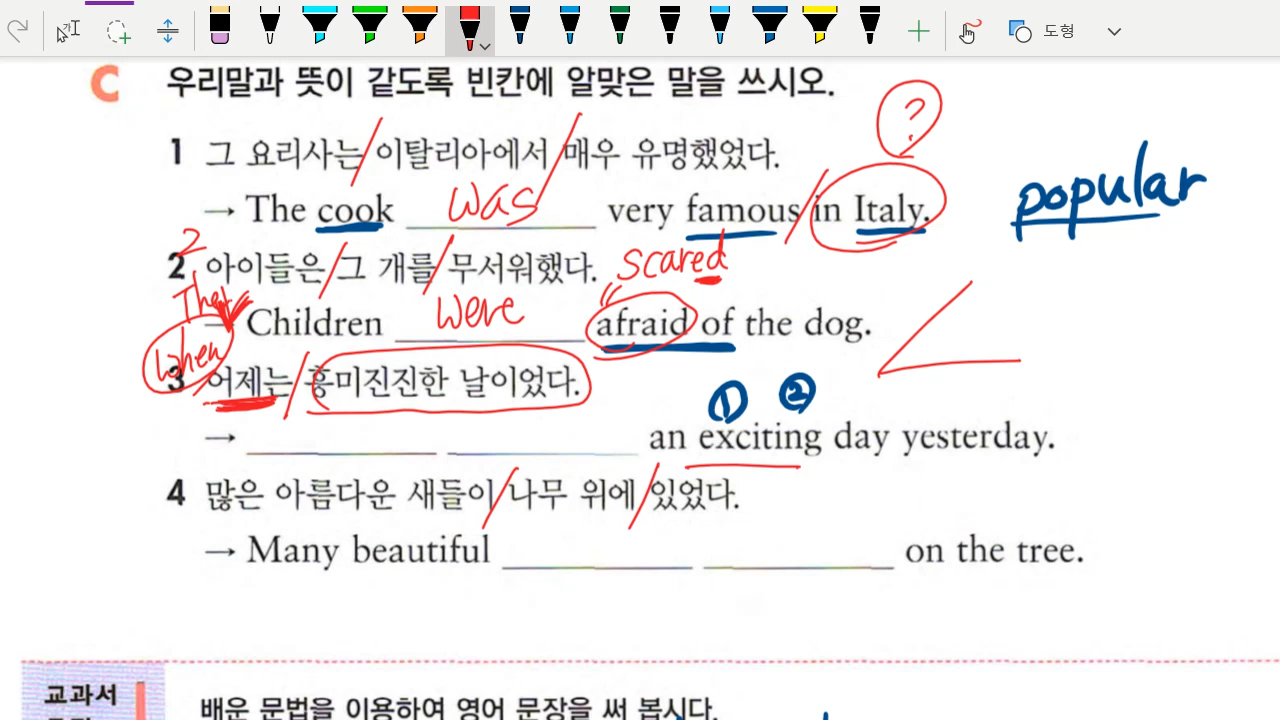 도형
C 우리말과 뜻이 같도록 빈칸에 알맞은 말을 쓰시오.
?
1 그 요리사는 이탈리아에서 매우 유명했었다.
→ The cook was very famous in Italy.
popular
2
2 아이들은 그 개를 무서워했다.
scared
→ Children were afraid of the dog.
when
3 어제는 흥미진진한 날이었다.
① ②
→ an exciting day yesterday.
4 많은 아름다운 새들이 나무 위에 있었다.
→ Many beautiful on the tree.
교과서
배운 문법을 이용하여 영어 문장을 써 봅시다.